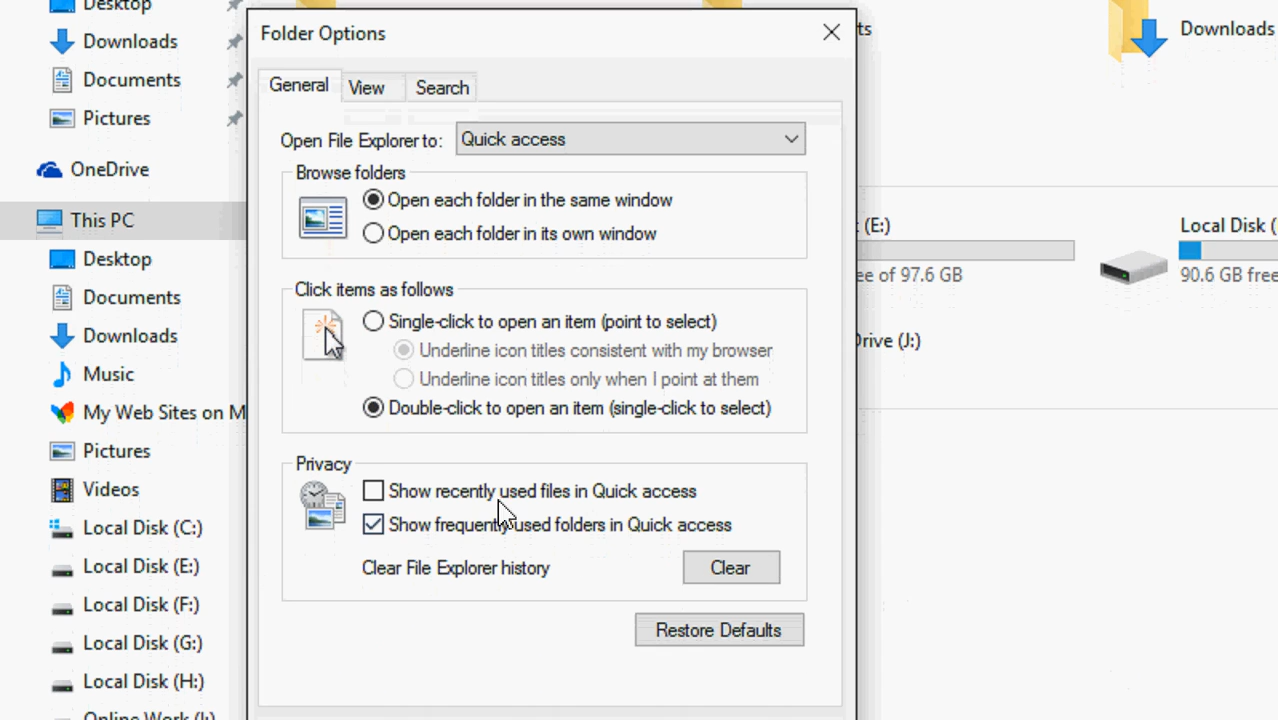 Desktop
Downloads
Documents
Pictures
OneDrive
This PC
Desktop
Documents
Downloads
Music
My Web Sites on M
Pictures
Videos
Local Disk (C:)
Local Disk (E:)
Local Disk (F:)
Local Disk (G:)
Local Disk (H:)
Online Work (I:)
Folder Options
General View Search
Open File Explorer to: Quick access
Browse folders
Open each folder in the same window
Open each folder in its own window
Click items as follows
Single-click to open an item (point to select)
Underline icon titles consistent with my browser
Underline icon titles only when I point at them
Double-click to open an item (single-click to select)
Privacy
Show recently used files in Quick access
Show frequently used folders in Quick access
Clear File Explorer history Clear
Restore Defaults
ts
Downloads
(E:)
ee of 97.6 GB
Local Disk (
90.6 GB free
Drive (J:)